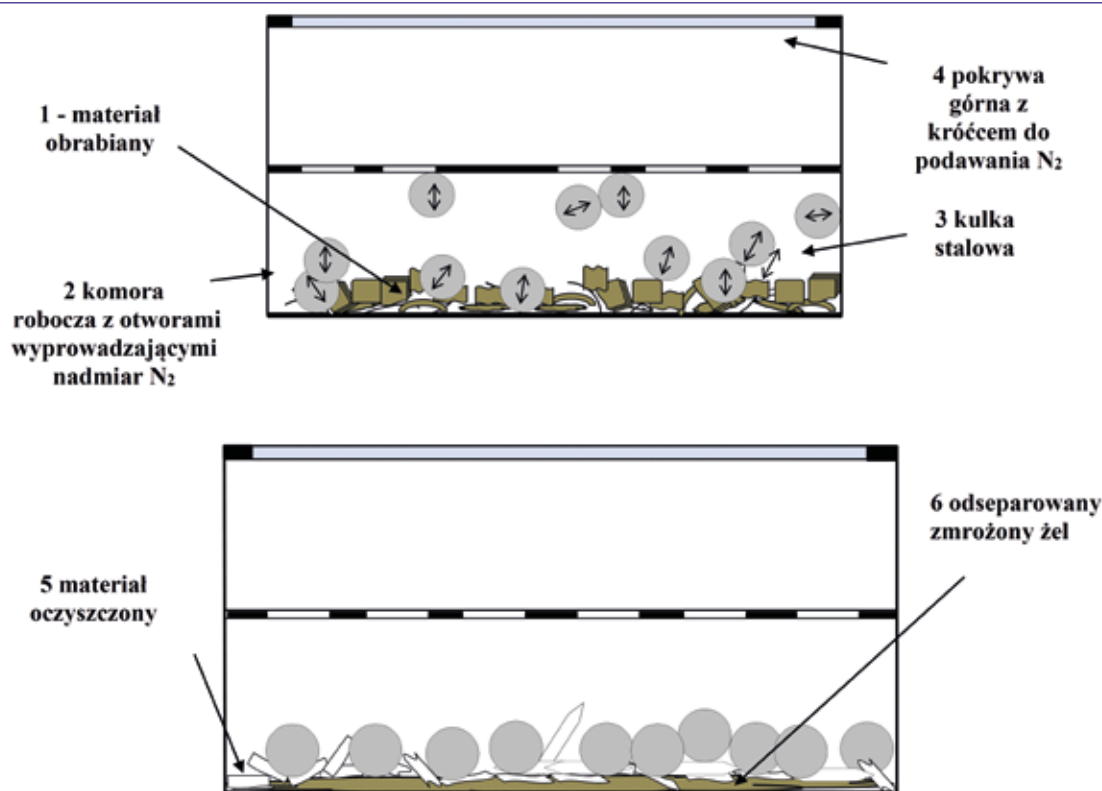 1 - materiał
obrabiany
4 pokrywa
górna z
króćcem do
podawania N₂
3 kulka
stalowa
2 komora
robocza z otworami
wyprowadzającymi
nadmiar N₂
5 materiał
oczyszczony
6 odseparowany
zmrożony żel